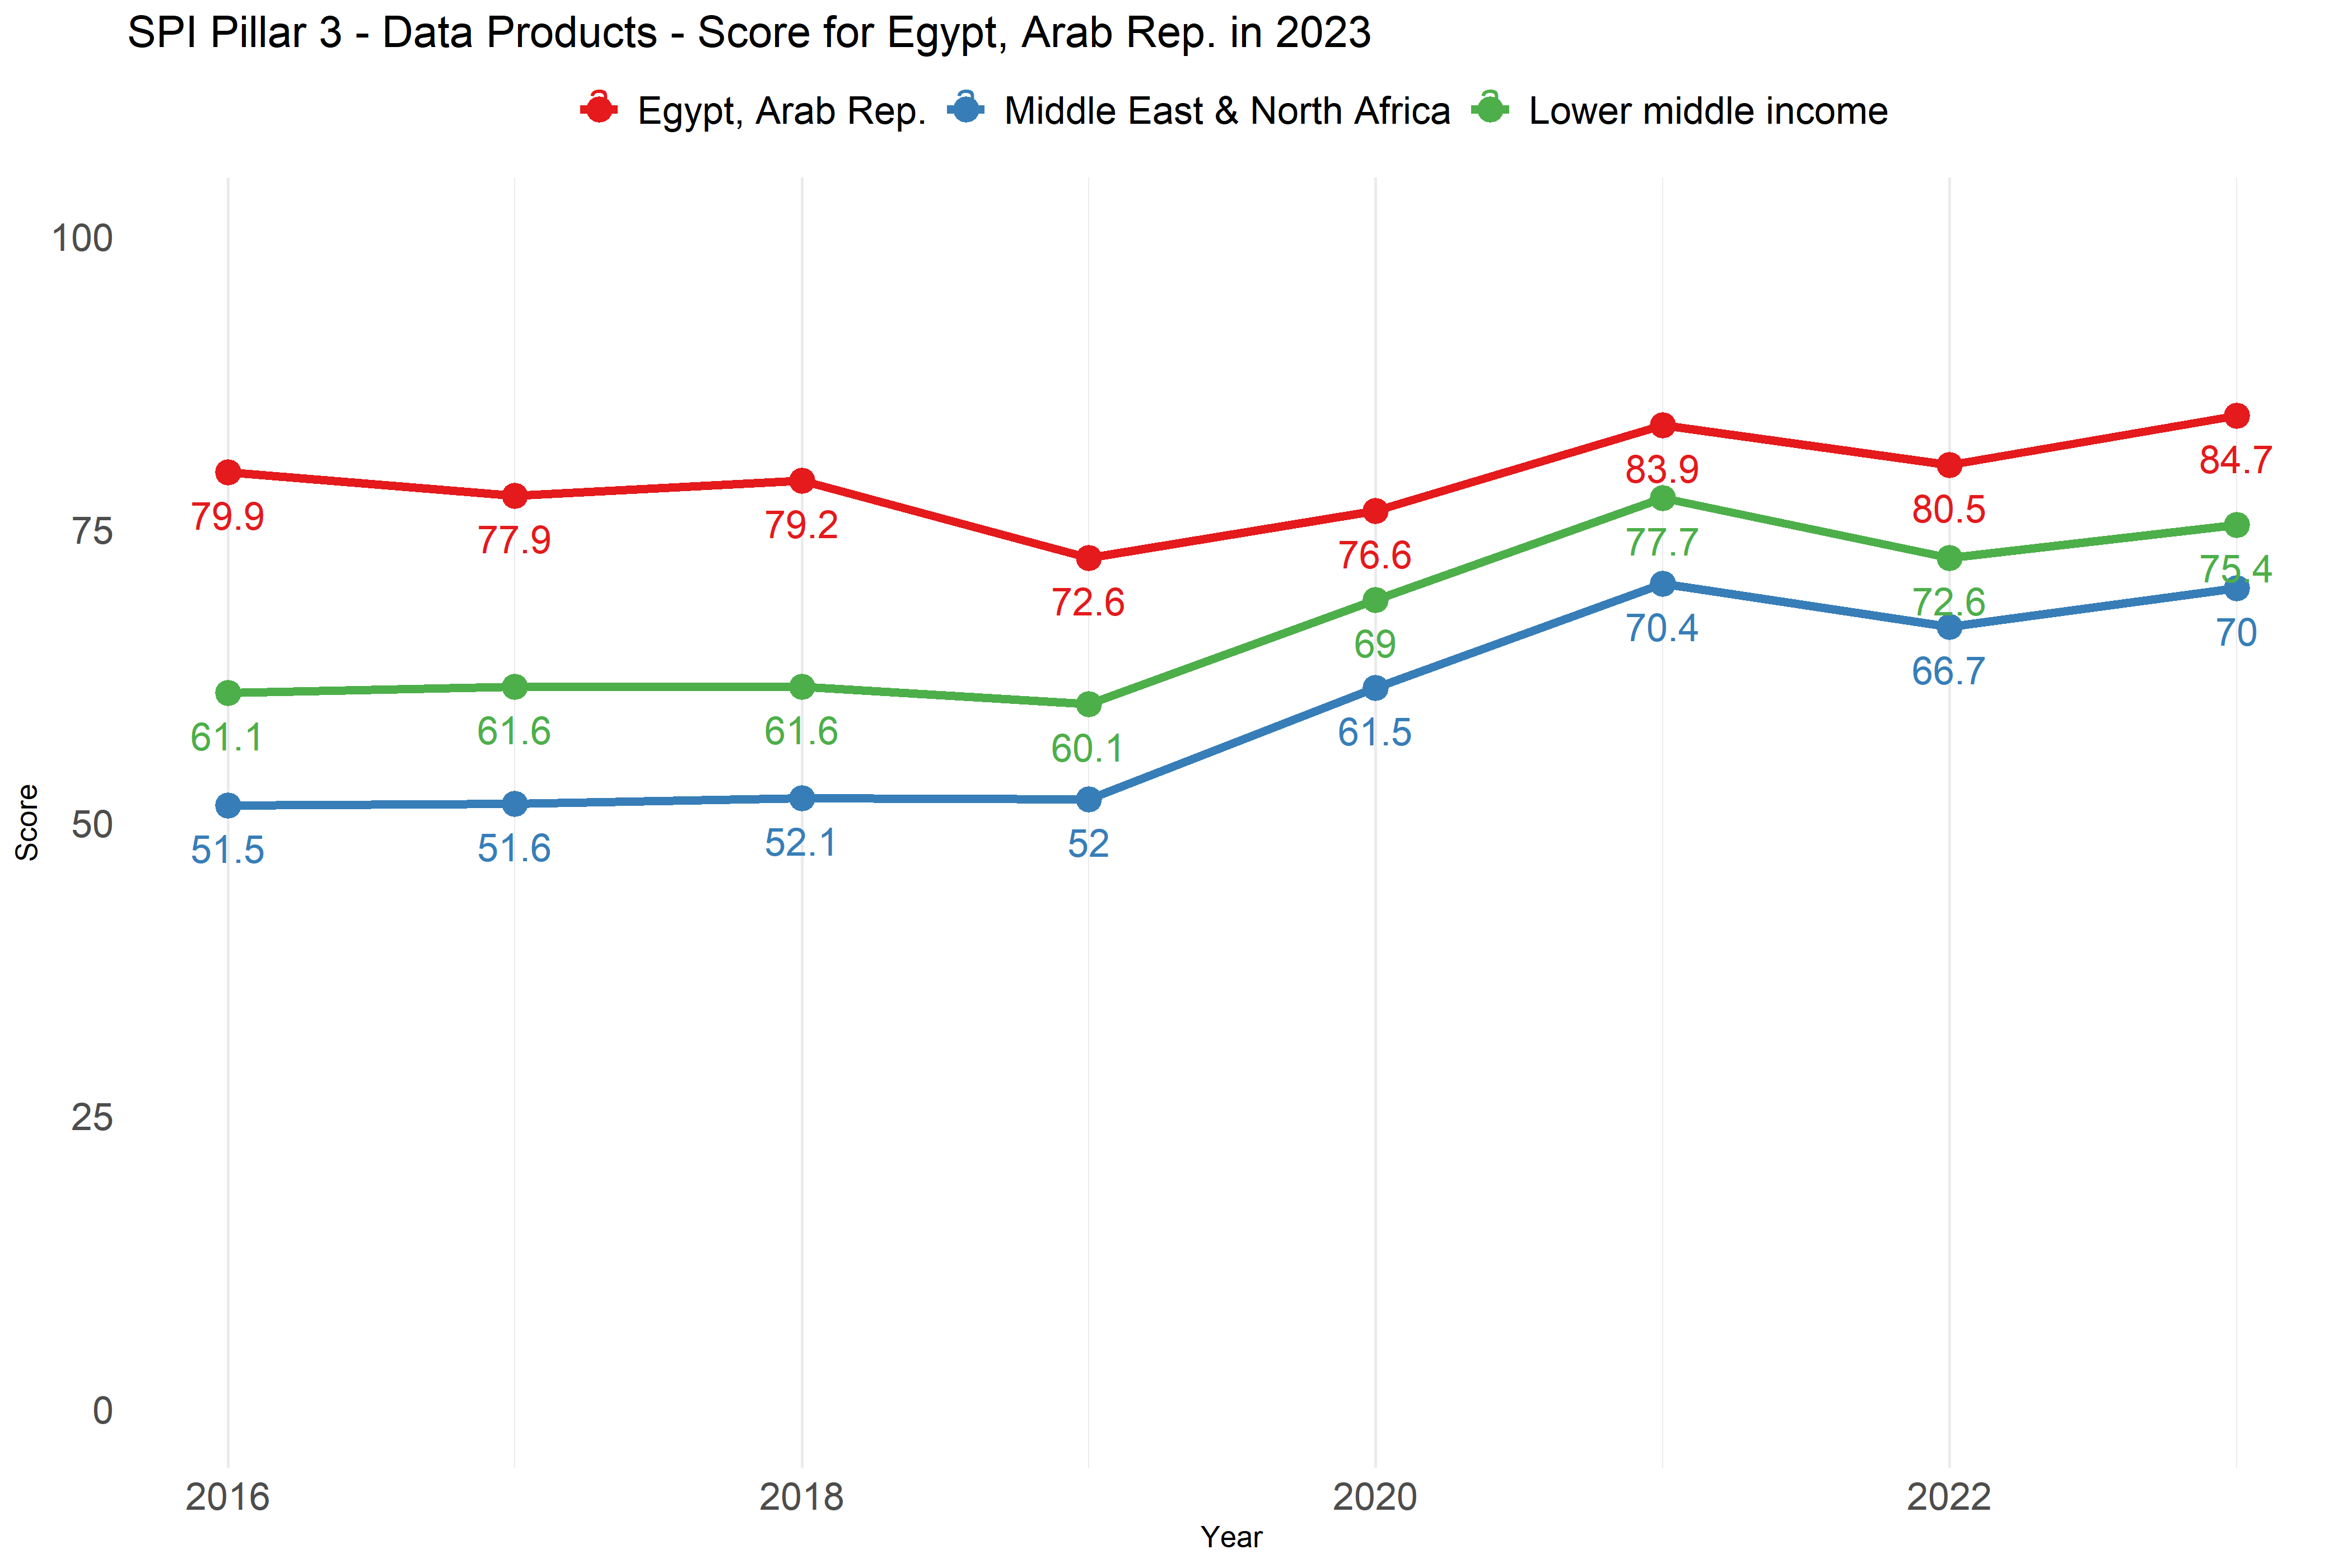 SPI Pillar 3 - Data Products - Score for Egypt, Arab Rep. in 2023
Egypt, Arab Rep. Middle East & North Africa Lower middle income
100
75
50
25
0
Score
79.9 77.9 79.2 72.6 76.6 83.9 80.5 84.7
61.1 61.6 61.6 60.1 69 77.7 72.6 75.4
51.5 51.6 52.1 52 61.5 70.4 66.7 70
2016 2018 2020 2022
Year